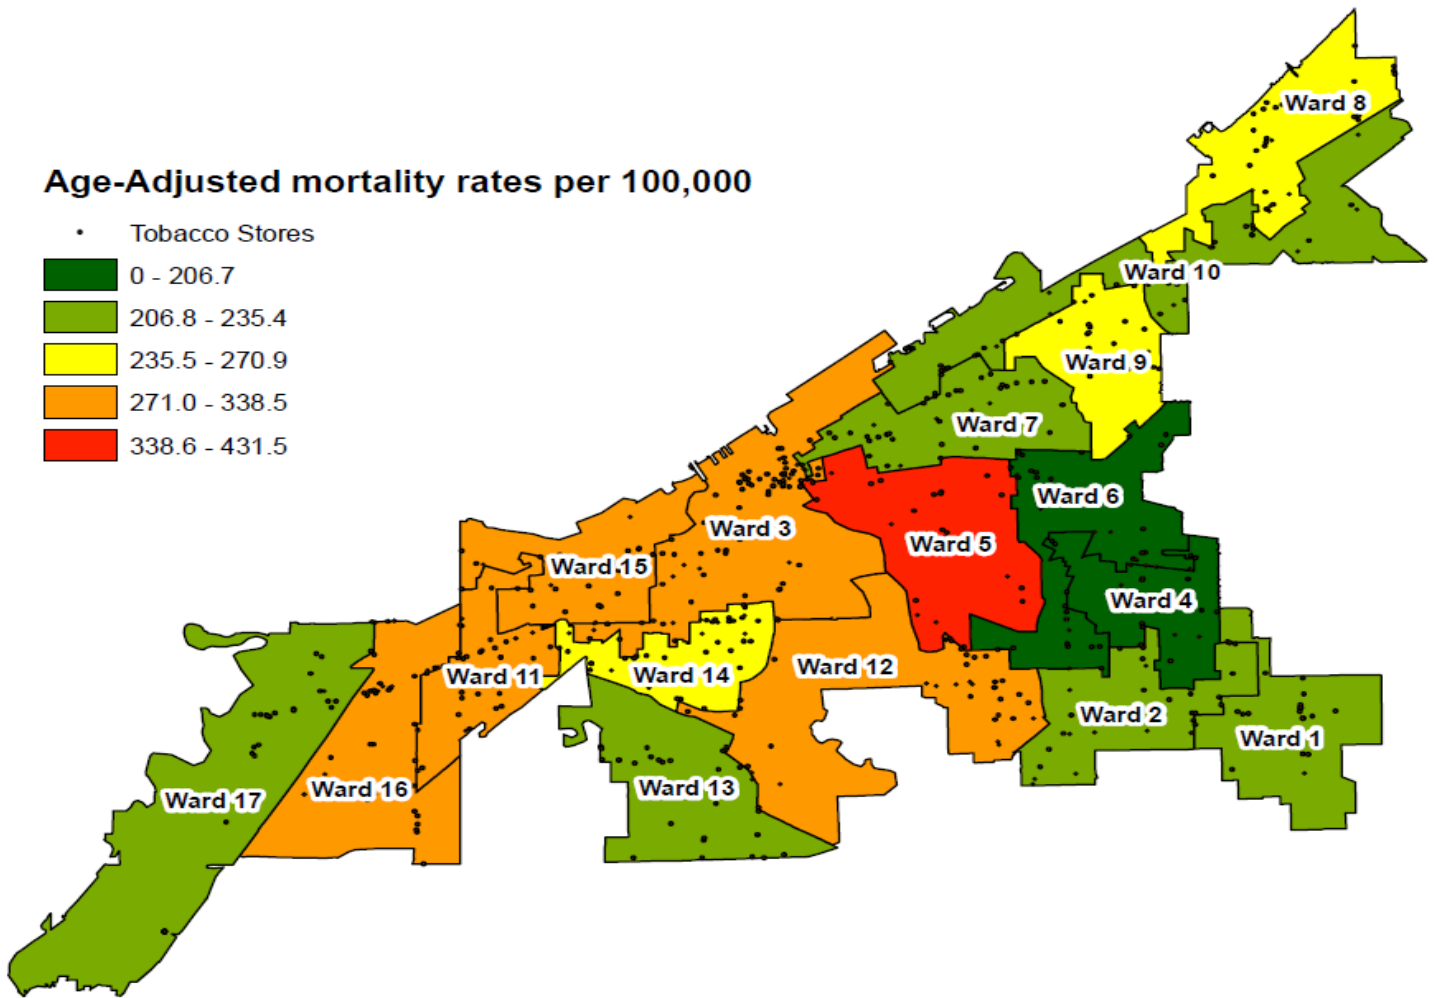 Ward 8
Age-Adjusted mortality rates per 100,000
Tobacco Stores
0 - 206.7
206.8 - 235.4
235.5 - 270.9
271.0 - 338.5
338.6 - 431.5
Ward 10
Ward 9
Ward 7
Ward 6
Ward 3
Ward 5
Ward 15
Ward 4
Ward 12
Ward 11
Ward 14
Ward 2
Ward 1
Ward 16
Ward 13
Ward 17